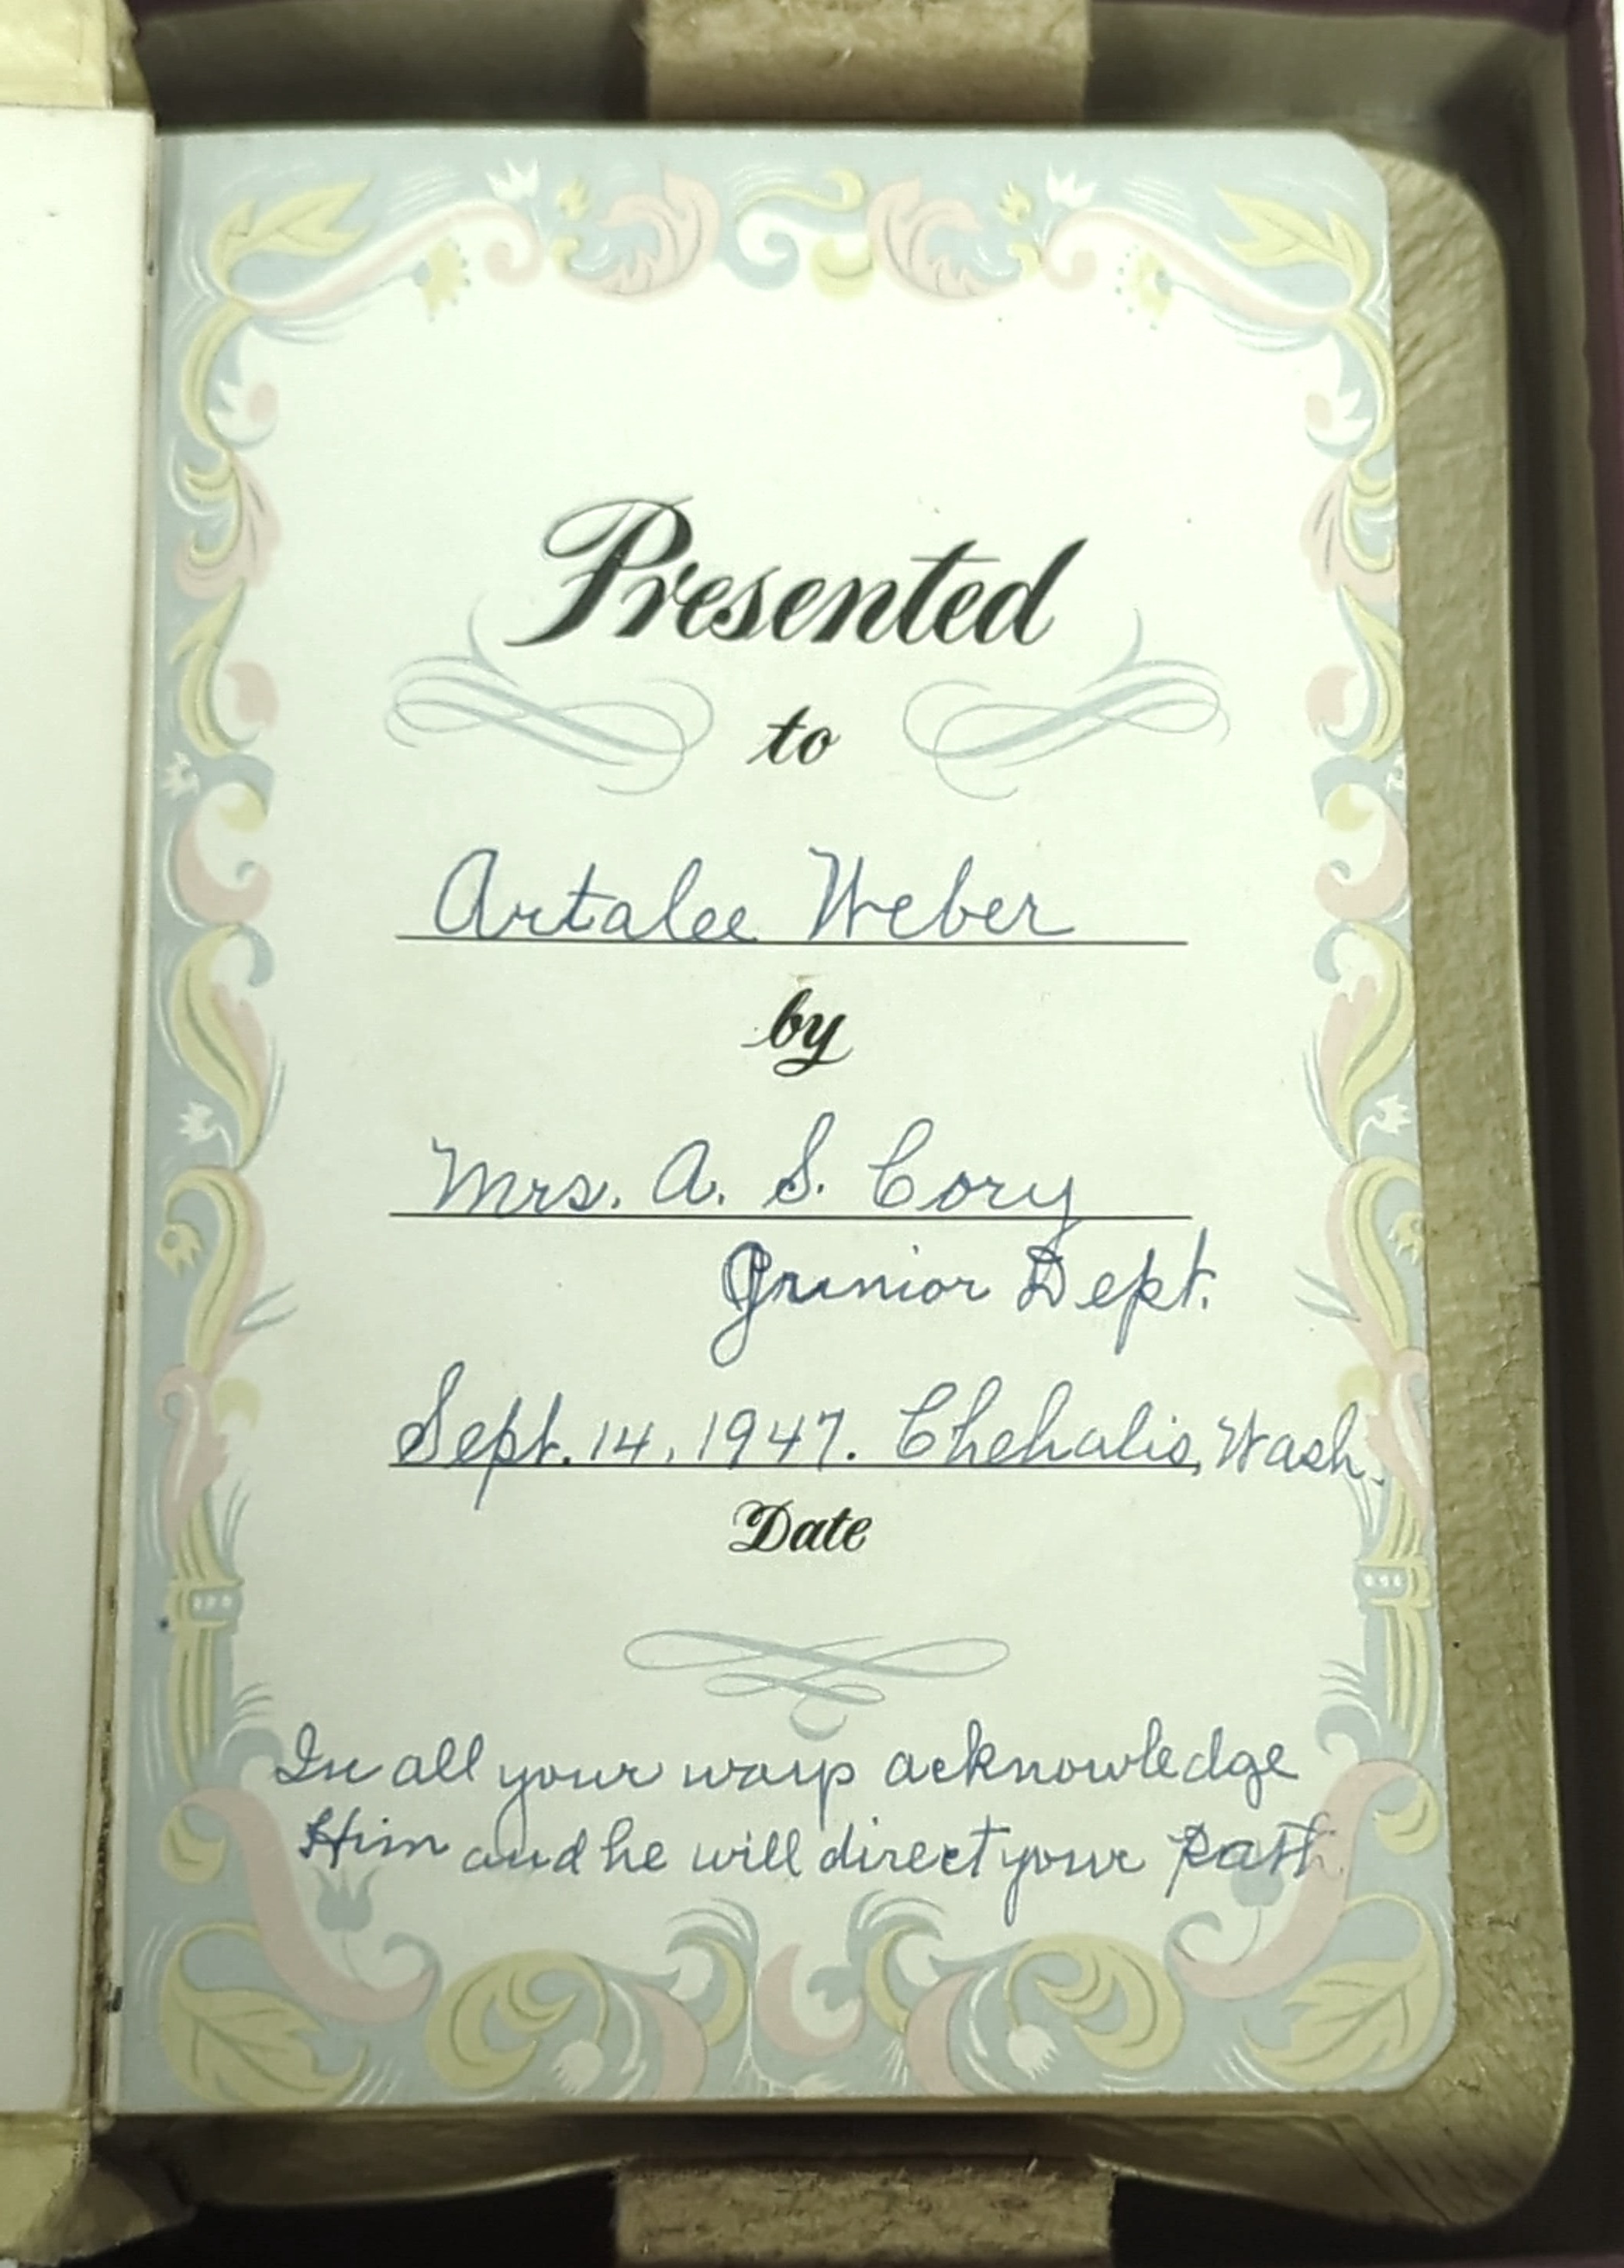 Presented
to
Artalee Weber
by
Mrs. A. S. Cory
Junior Dept.
Sept. 14, 1947. Chehalis, Wash.
Date
In all your ways acknowledge
Him and he will direct your path